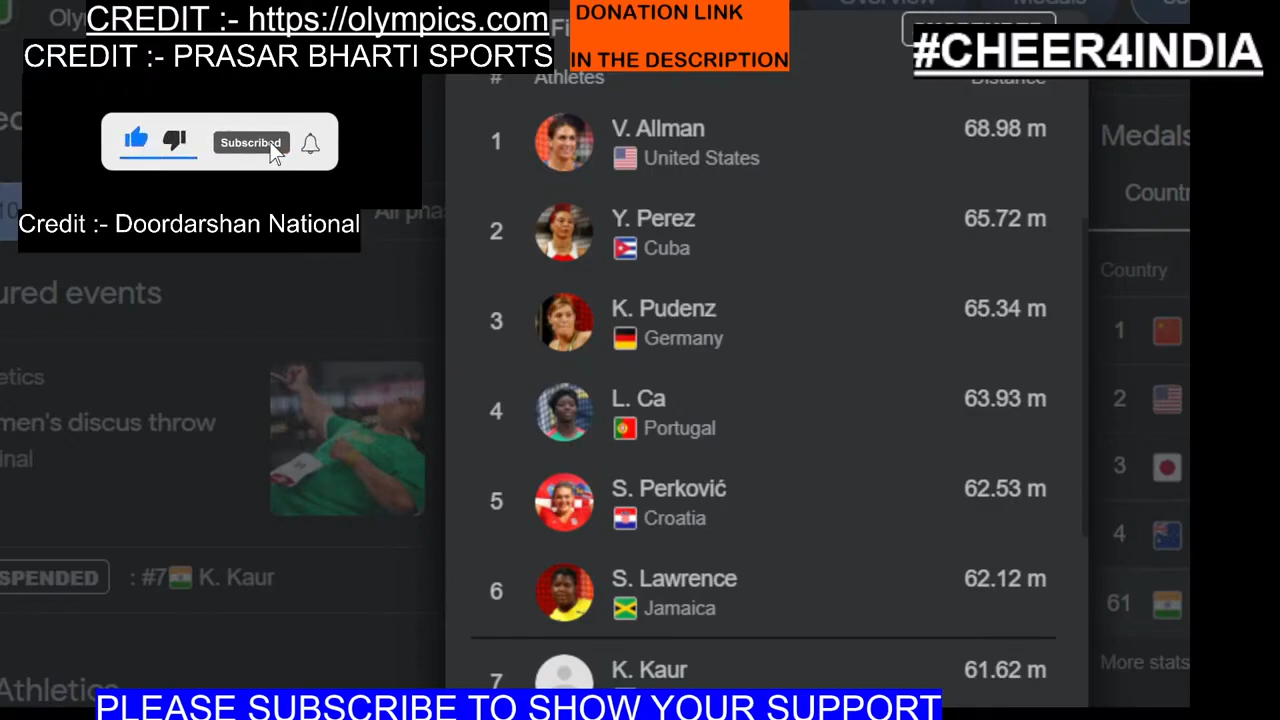 CREDIT :- https://olympics.com
CREDIT :- PRASAR BHARTI SPORTS
DONATION LINK
IN THE DESCRIPTION
#CHEER4INDIA
Subscribed
Credit :- Doordarshan National
# Athletes Distance
1 V. Allman 68.98 m
United States
2 Y. Perez 65.72 m
Cuba
3 K. Pudenz 65.34 m
Germany
4 L. Ca 63.93 m
Portugal
5 S. Perković 62.53 m
Croatia
6 S. Lawrence 62.12 m
Jamaica
7 K. Kaur 61.62 m
All pha
ured events
etics
men's discus throw
inal
SPENDED : #7 K. Kaur
Athletics
Medals
Countr
Country
1
2
3
4
61
More stats
PLEASE SUBSCRIBE TO SHOW YOUR SUPPORT